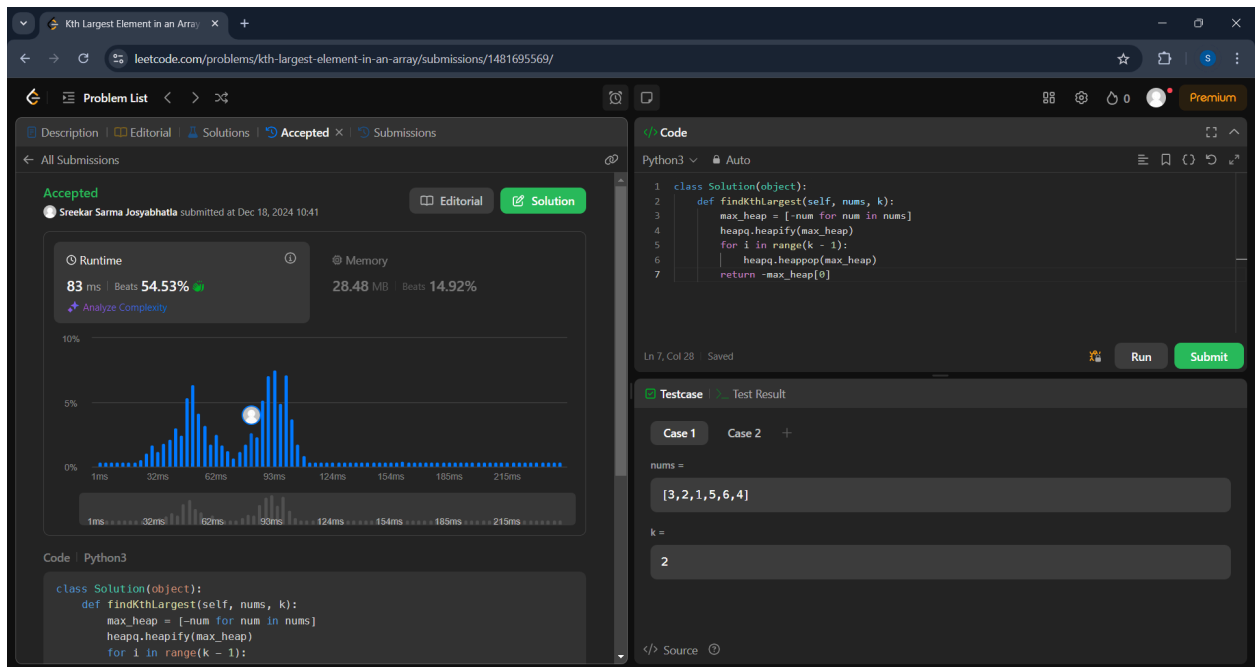 Kth Largest Element in an Array
leetcode.com/problems/kth-largest-element-in-an-array/submissions/1481695569/
S
Problem List
0
Premium
Description
Editorial
Solutions
Accepted
Submissions
All Submissions
Accepted
Sreekar Sarma Josyabhatla submitted at Dec 18, 2024 10:41
Editorial
Solution
Runtime
83 ms Beats 54.53%
Analyze Complexity
Memory
28.48 MB Beats 14.92%
10%
5%
0%
1ms 32ms 62ms 93ms 124ms 154ms 185ms 215ms
1ms 32ms 62ms 93ms 124ms 154ms 185ms 215ms
Code Python3
class Solution(object):
def findKthLargest(self, nums, k):
max_heap = [-num for num in nums]
heapq.heapify(max_heap)
for i in range(k - 1):
</> Code
Python3 Auto
1 class Solution(object):
2 def findKthLargest(self, nums, k):
3 max_heap = [-num for num in nums]
4 heapq.heapify(max_heap)
5 for i in range(k - 1):
6 heapq.heappop(max_heap)
7 return -max_heap[0]
Ln 7, Col 28 Saved
Run
Submit
Testcase
Test Result
Case 1
Case 2
nums =
[3,2,1,5,6,4]
k =
2
</> Source